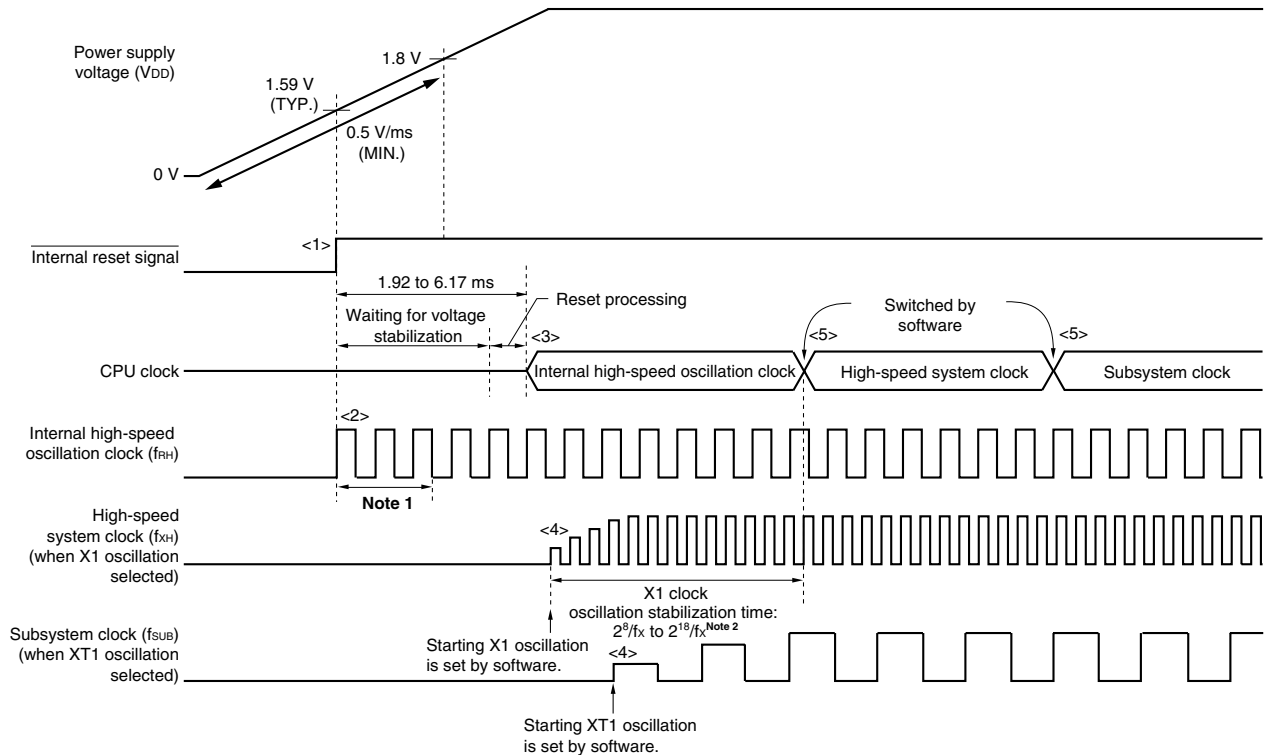 Power supply
voltage (VDD)
1.8 V
1.59 V
(TYP.)
0.5 V/ms
(MIN.)
0 V
Internal reset signal
<1>
1.92 to 6.17 ms
Reset processing
Waiting for voltage
stabilization
Switched by
software
<3>
<5>
<5>
CPU clock
Internal high-speed oscillation clock
High-speed system clock
Subsystem clock
<2>
Internal high-speed
oscillation clock (fRH)
Note 1
High-speed
system clock (fXH)
(when X1 oscillation
selected)
<4>
X1 clock
oscillation stabilization time:
2^8/fX to 2^18/fX^Note 2
Starting X1 oscillation
is set by software.
Subsystem clock (fSUB)
(when XT1 oscillation
selected)
<4>
Starting XT1 oscillation
is set by software.